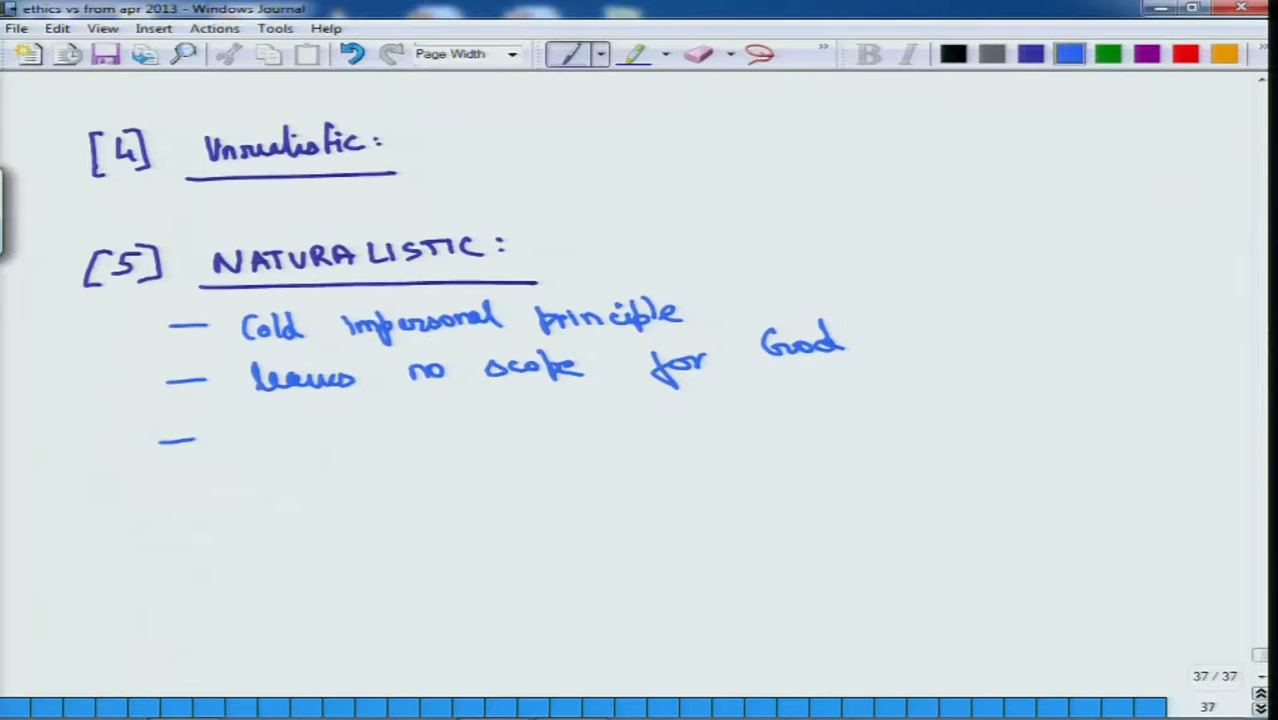 ethics vs from apr 2013 - Windows Journal
File Edit View Insert Actions Tools Help
Page Width B I
[4] Unrealistic:
[5] NATURALISTIC:
— Cold impersonal principle
— leaves no scope for God
—
37 / 37
37